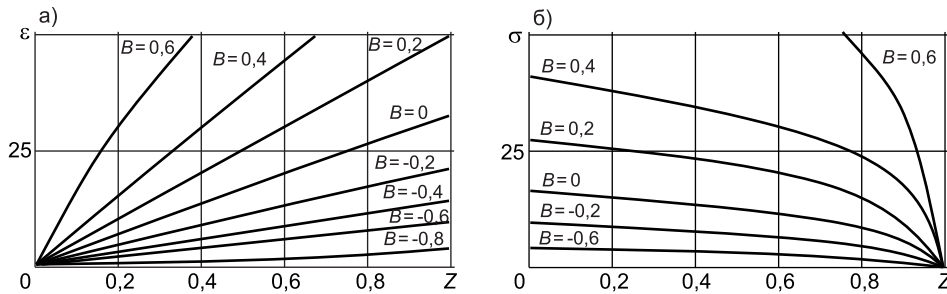 а)
ε
B = 0,6
B = 0,4
B = 0,2
B = 0
B = -0,2
B = -0,4
B = -0,6
B = -0,8
25
0 0,2 0,4 0,6 0,8 Z
б)
σ
B = 0,6
B = 0,4
B = 0,2
B = 0
B = -0,2
B = -0,6
25
0 0,2 0,4 0,6 0,8 Z